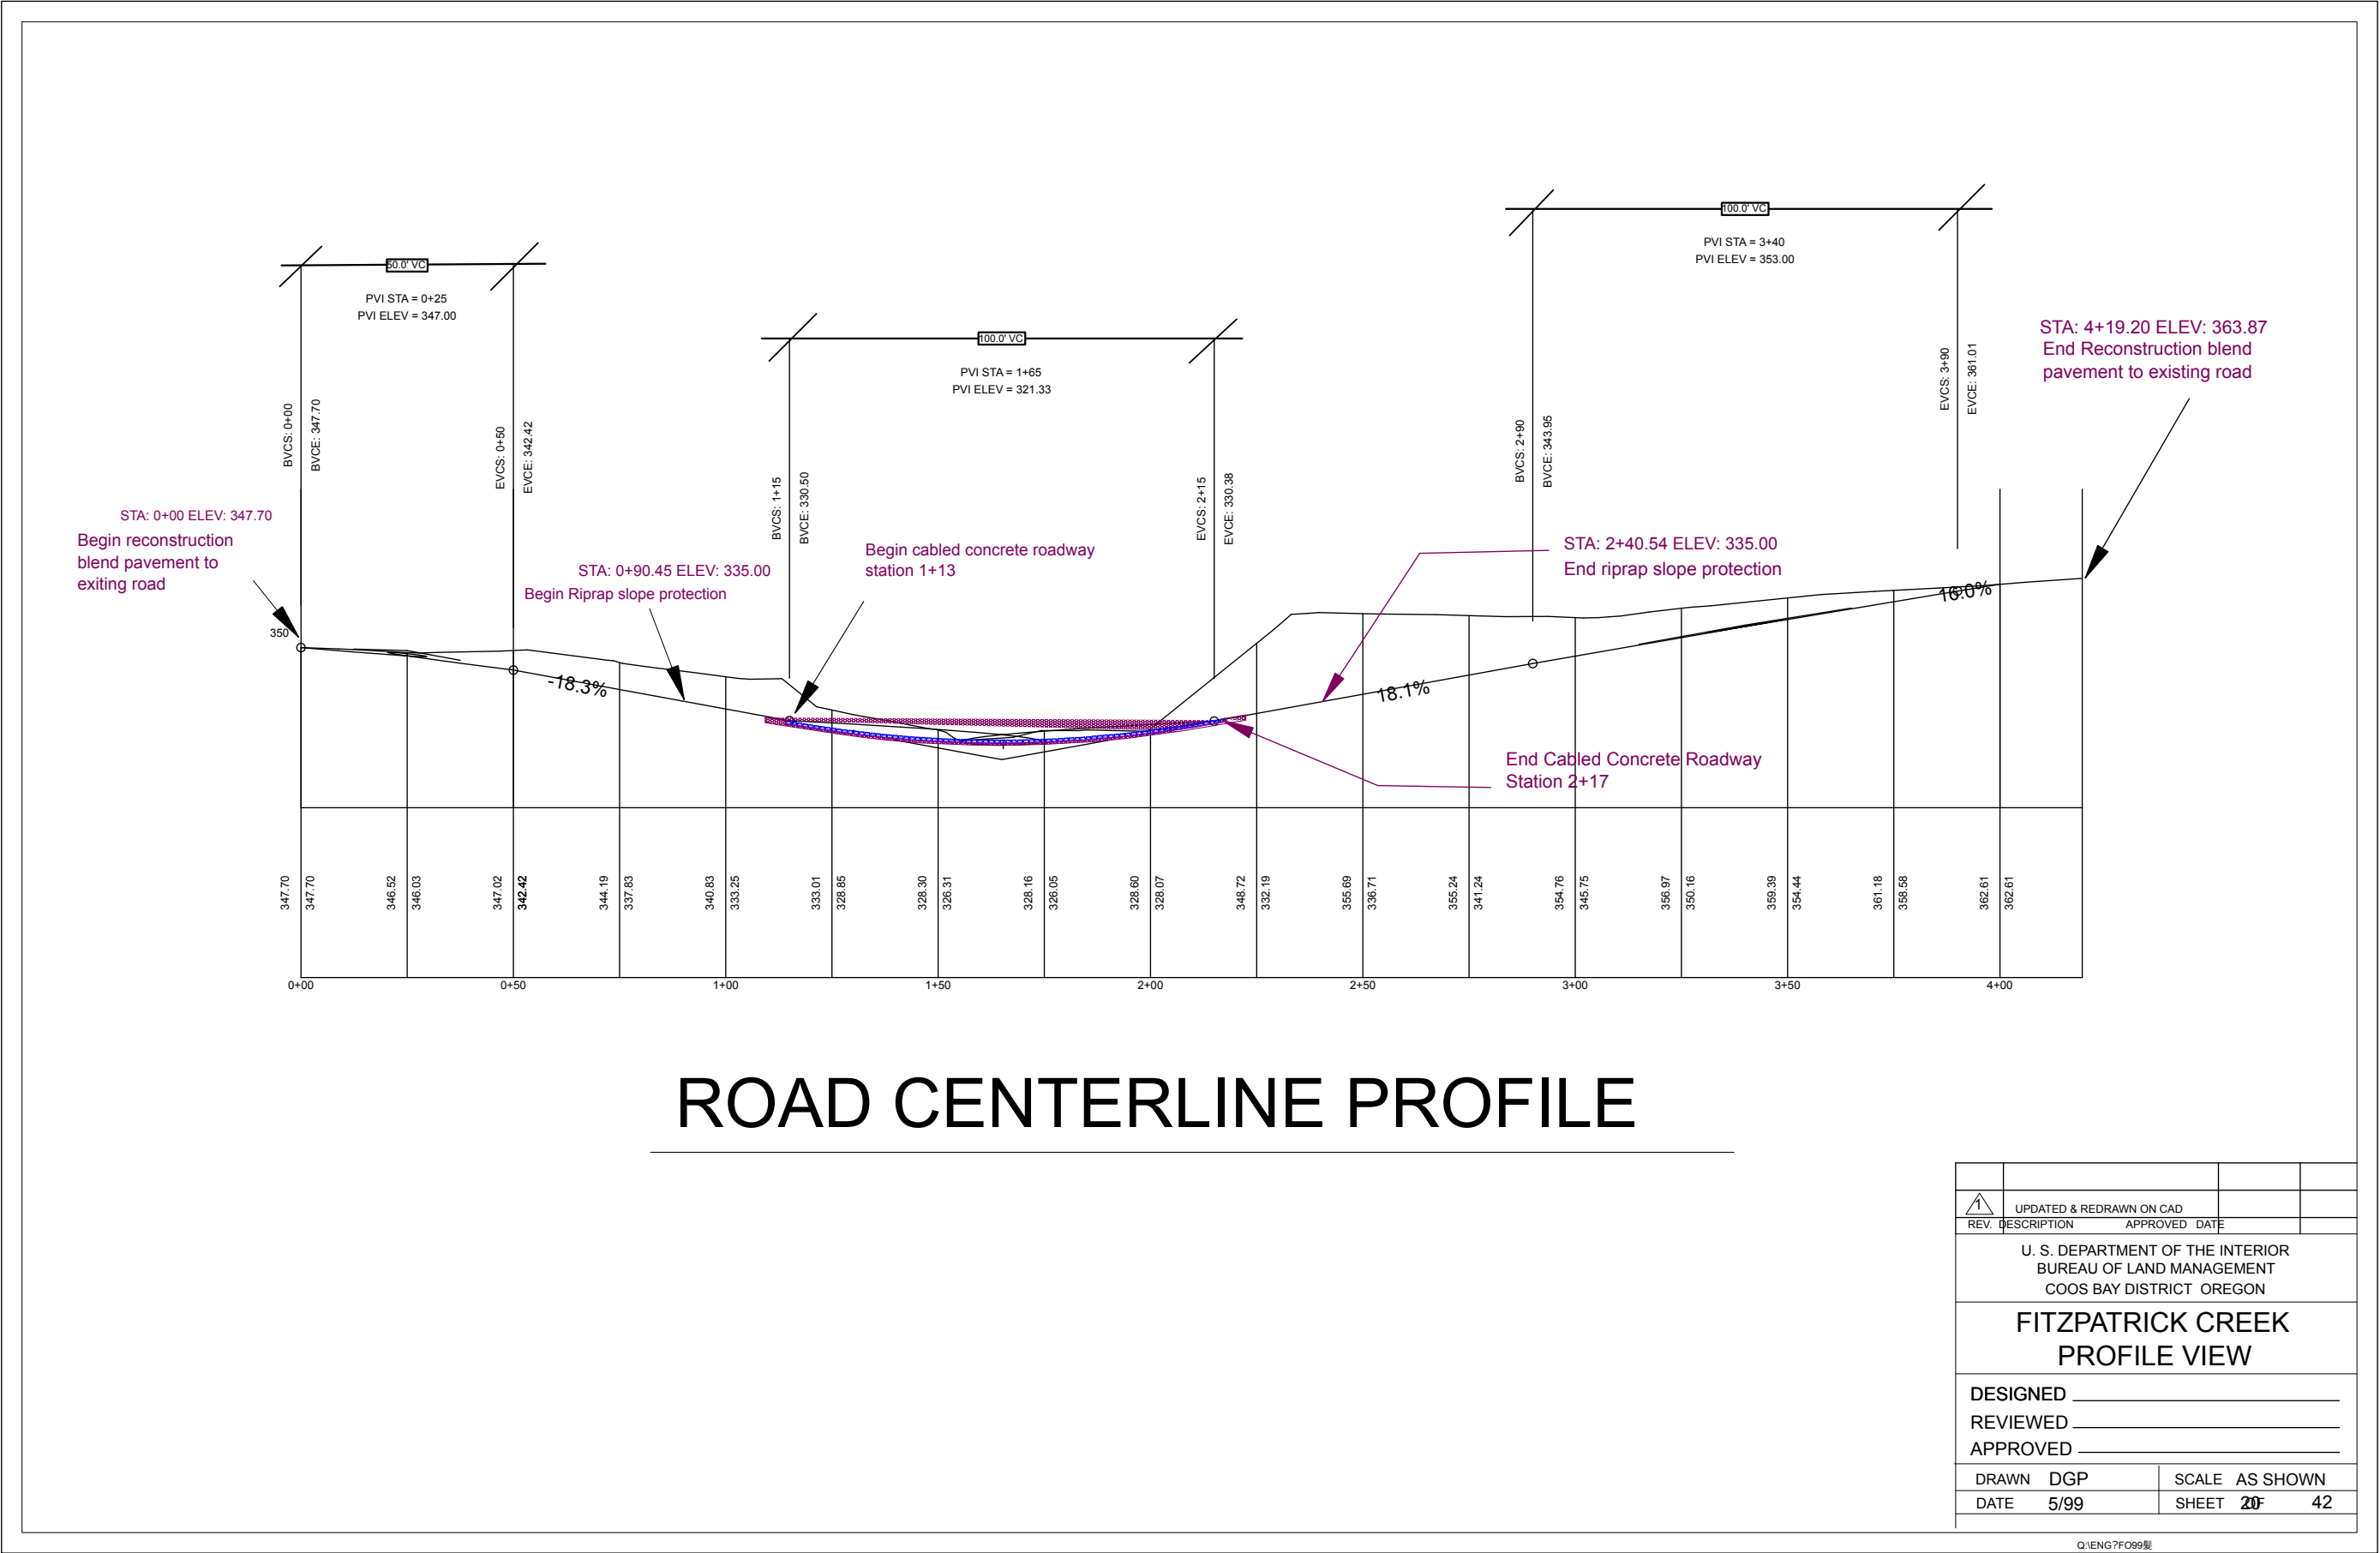 100.0' VC
PVI STA = 3+40
PVI ELEV = 353.00
50.0' VC
PVI STA = 0+25
PVI ELEV = 347.00
100.0' VC
PVI STA = 1+65
PVI ELEV = 321.33
BVCS: 0+00
BVCE: 347.70
EVCS: 0+50
EVCE: 342.42
BVCS: 1+15
BVCE: 330.50
EVCS: 2+15
EVCE: 330.38
BVCS: 2+90
BVCE: 343.95
EVCS: 3+90
EVCE: 361.01
STA: 4+19.20 ELEV: 363.87
End Reconstruction blend
pavement to existing road
STA: 0+00 ELEV: 347.70
Begin reconstruction
blend pavement to
exiting road
STA: 0+90.45 ELEV: 335.00
Begin Riprap slope protection
Begin cabled concrete roadway
station 1+13
STA: 2+40.54 ELEV: 335.00
End riprap slope protection
350
-18.3%
18.1%
16.0%
End Cabled Concrete Roadway
Station 2+17
347.70
347.70
346.52
346.03
347.02
342.42
344.19
337.83
340.83
333.25
333.01
328.85
328.30
326.31
328.16
326.05
328.60
328.07
348.72
332.19
355.69
336.71
355.24
341.24
354.76
345.75
356.97
350.16
359.39
354.44
361.18
358.58
362.61
362.61
0+00
0+50
1+00
1+50
2+00
2+50
3+00
3+50
4+00
ROAD CENTERLINE PROFILE
1 UPDATED & REDRAWN ON CAD
REV. DESCRIPTION APPROVED DATE
U. S. DEPARTMENT OF THE INTERIOR
BUREAU OF LAND MANAGEMENT
COOS BAY DISTRICT OREGON
FITZPATRICK CREEK
PROFILE VIEW
DESIGNED
REVIEWED
APPROVED
DRAWN DGP SCALE AS SHOWN
DATE 5/99 SHEET 20 OF 42
Q:\ENG?FO99髪